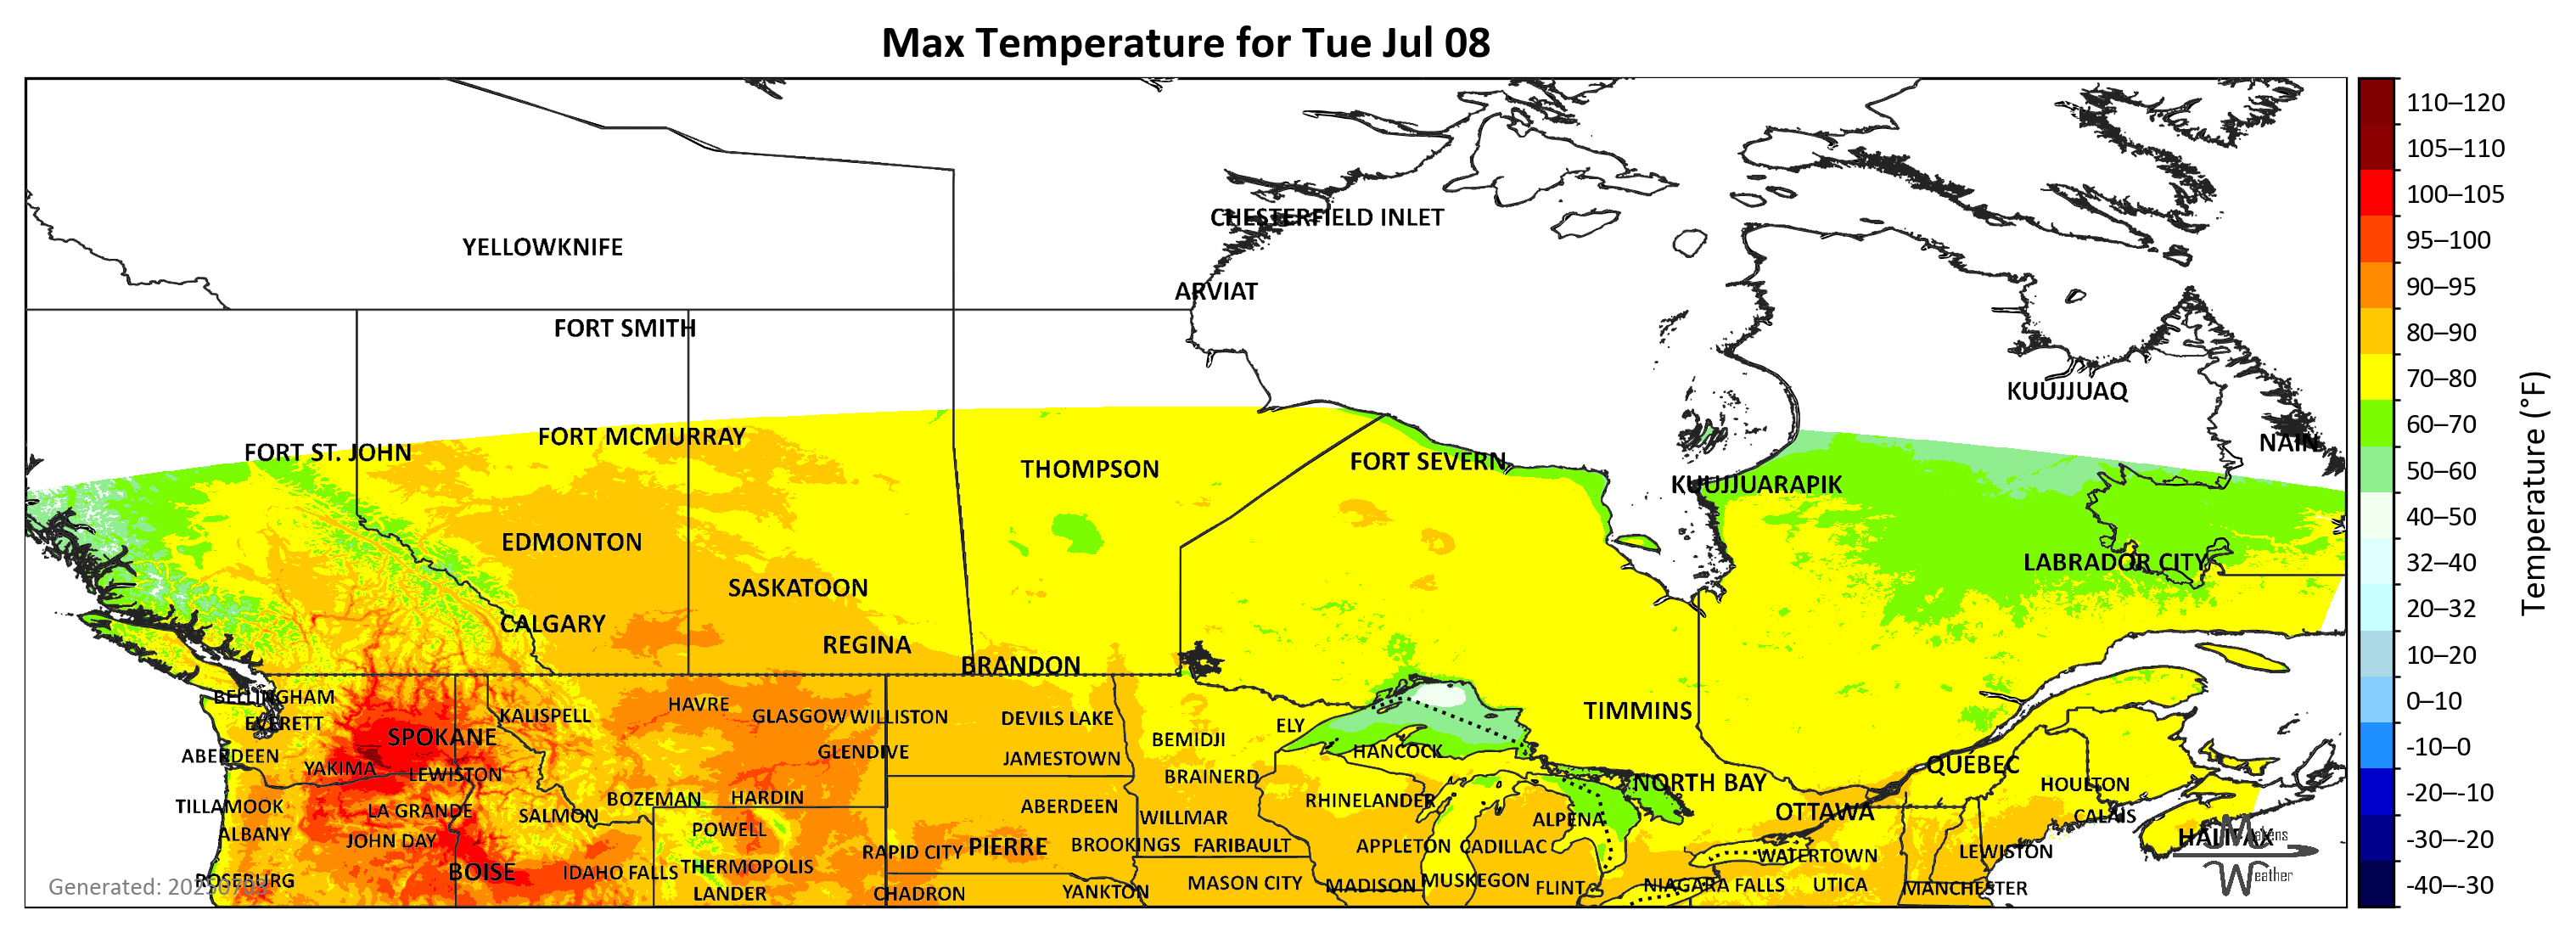 Max Temperature for Tue Jul 08
110–120
105–110
CHESTERFIELD INLET
100–105
YELLOWKNIFE
95–100
ARVIAT
90–95
FORT SMITH
80–90
KUUJJUAQ
70–80
FORT MCMURRAY
60–70
FORT ST. JOHN
NAIN
THOMPSON
FORT SEVERN
50–60
KUUJJUARAPIK
Temperature (°F)
40–50
EDMONTON
LABRADOR CITY
32–40
SASKATOON
20–32
CALGARY
REGINA
10–20
BRANDON
BELLINGHAM
HAVRE
0–10
KALISPELL
GLASGOW
WILLISTON
DEVILS LAKE
TIMMINS
EVERETT
ELY
SPOKANE
BEMIDJI
-10–0
ABERDEEN
GLENDIVE
JAMESTOWN
HANCOCK
QUÉBEC
YAKIMA
LEWISTON
BRAINERD
NORTH BAY
HOULTON
-20–-10
BOZEMAN
HARDIN
RHINELANDER
TILLAMOOK
LA GRANDE
SALMON
ABERDEEN
WILLMAR
ALPENA
OTTAWA
CALAIS
ALBANY
JOHN DAY
POWELL
HALIFAX
-30–-20
RAPID CITY
PIERRE
BROOKINGS
FARIBAULT
APPLETON
CADILLAC
WATERTOWN
LEWISTON
BOISE
IDAHO FALLS
THERMOPOLIS
ROSEBURG
MASON CITY
MADISON
MUSKEGON
FLINT
NIAGARA FALLS
UTICA
MANCHESTER
Weather
-40–-30
LANDER
CHADRON
YANKTON
Generated: